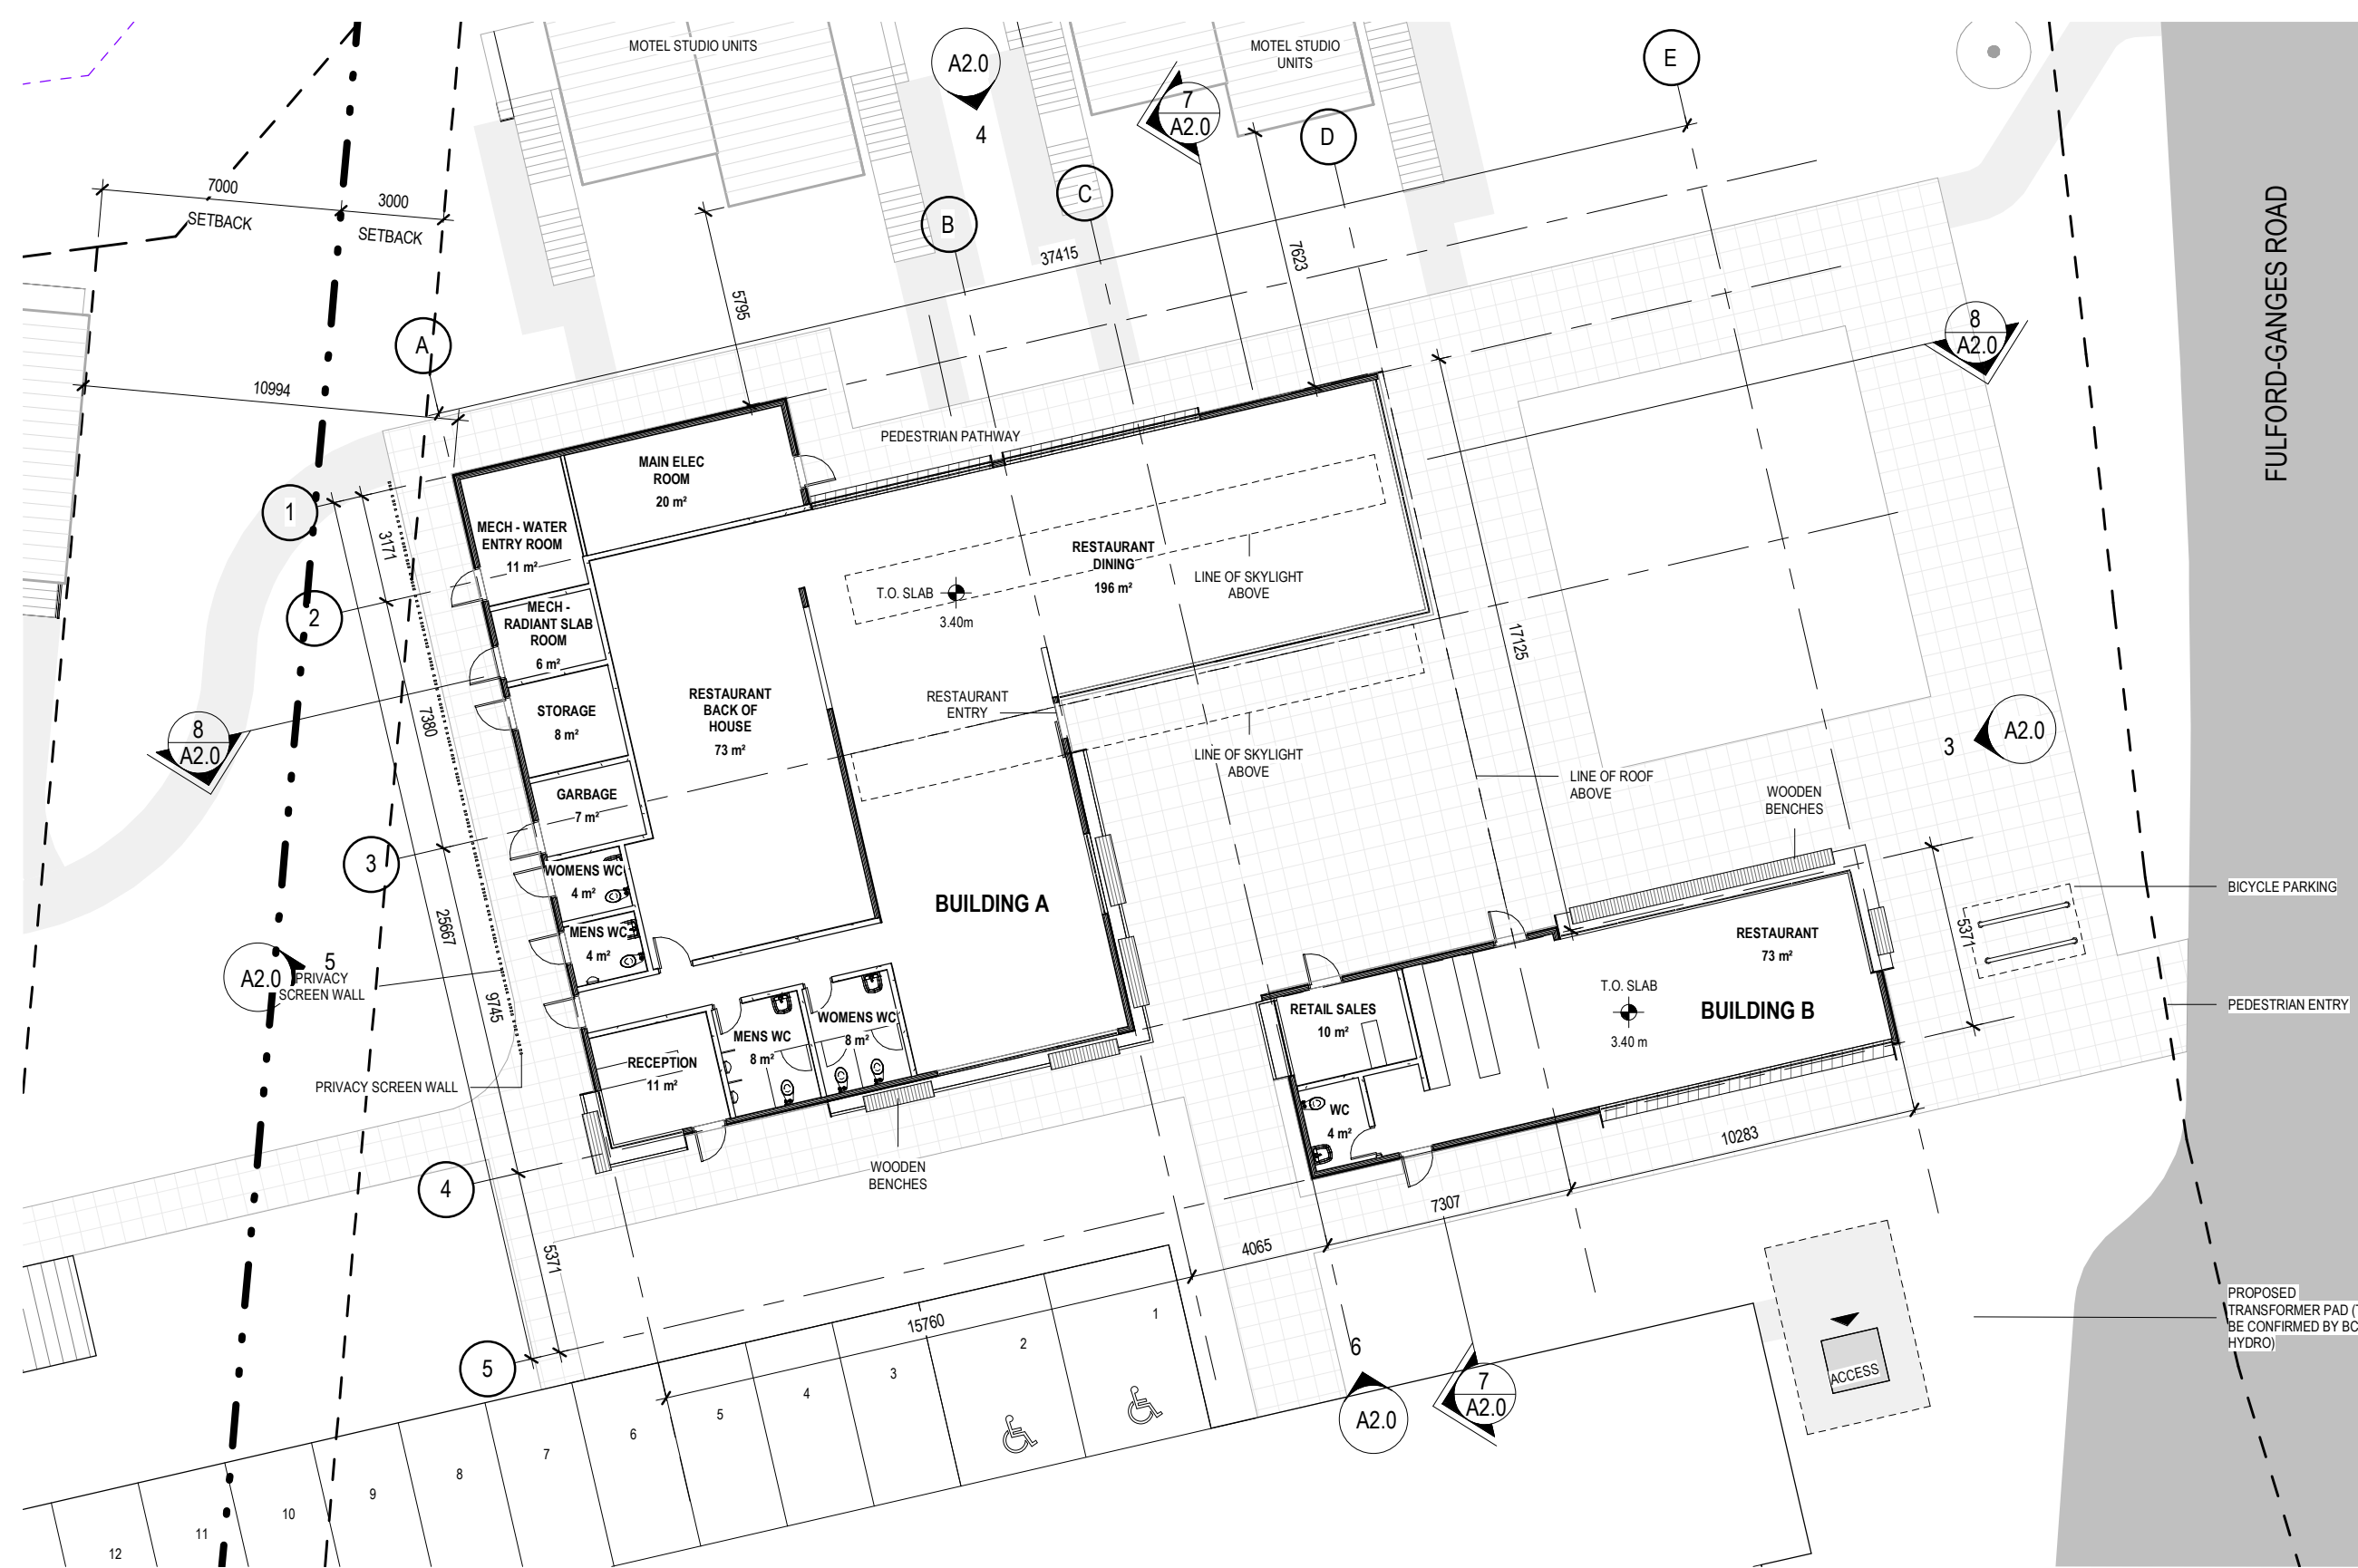 MOTEL STUDIO UNITS
MOTEL STUDIO
UNITS
A2.0
4
7
A2.0
E
D
C
B
A
7000
SETBACK
3000
SETBACK
37415
7623
5795
10994
FULFORD-GANGES ROAD
8
A2.0
PEDESTRIAN PATHWAY
MAIN ELEC
ROOM
20 m²
1
3171
MECH - WATER
ENTRY ROOM
11 m²
RESTAURANT
DINING
196 m²
LINE OF SKYLIGHT
ABOVE
T.O. SLAB
3.40m
2
MECH -
RADIANT SLAB
ROOM
6 m²
17125
RESTAURANT
BACK OF
HOUSE
73 m²
RESTAURANT
ENTRY
STORAGE
8 m²
7380
8
A2.0
3
A2.0
LINE OF SKYLIGHT
ABOVE
LINE OF ROOF
ABOVE
WOODEN
BENCHES
GARBAGE
7 m²
3
WOMENS WC
4 m²
BUILDING A
BICYCLE PARKING
25667
MENS WC
4 m²
RESTAURANT
73 m²
5371
5
A2.0
PRIVACY
SCREEN WALL
9745
T.O. SLAB
3.40 m
BUILDING B
PEDESTRIAN ENTRY
RETAIL SALES
10 m²
WOMENS WC
8 m²
MENS WC
8 m²
RECEPTION
11 m²
PRIVACY SCREEN WALL
WC
4 m²
10283
WOODEN
BENCHES
4
7307
4065
5371
PROPOSED
TRANSFORMER PAD (T
BE CONFIRMED BY BC
HYDRO)
15760
1
2
3
4
5
6
7
8
9
10
11
12
5
6
A2.0
7
A2.0
ACCESS